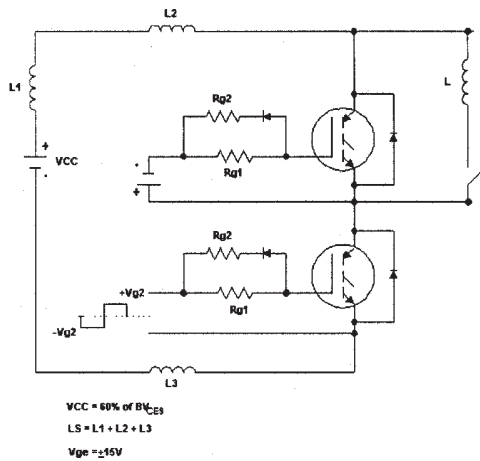 L2
L1
L
Rg2
+
VCC
-
Rg1
-
+
Rg2
+Vg2
Rg1
-Vg2
L3
VCC = 60% of BVCES
LS = L1 + L2 + L3
Vge = ±15V